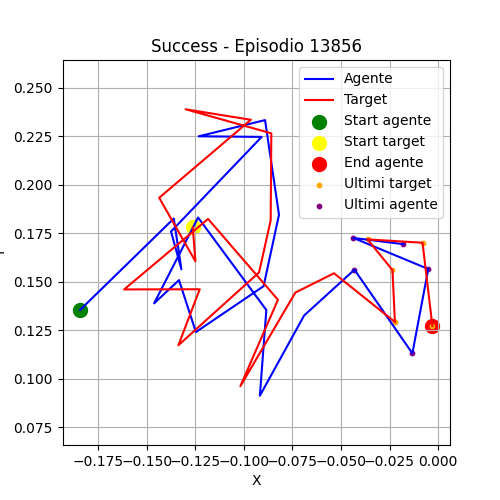 Success - Episodio 13856
Agente
Target
Start agente
Start target
End agente
Ultimi target
Ultimi agente
0.250
0.225
0.200
0.175
0.150
0.125
0.100
0.075
−0.175 −0.150 −0.125 −0.100 −0.075 −0.050 −0.025 0.000
X